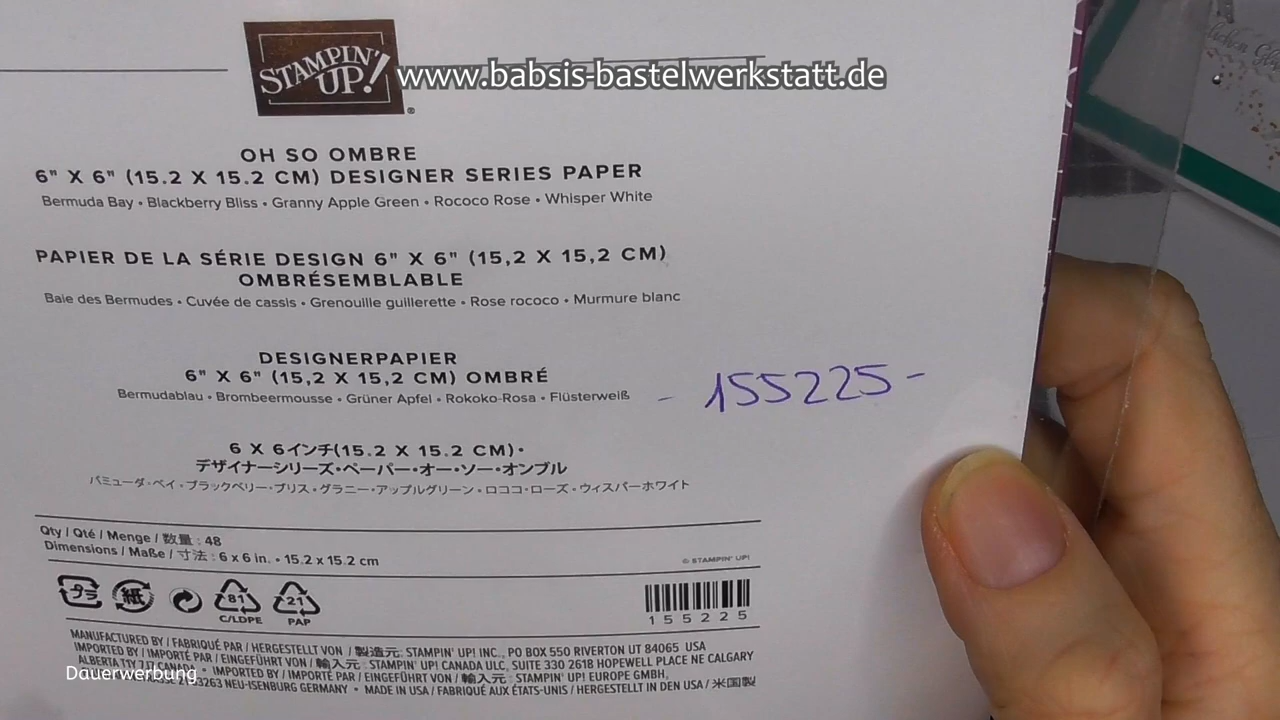 STAMPIN' UP!®
www.babsis-bastelwerkstatt.de
OH SO OMBRE
6" X 6" (15.2 X 15.2 CM) DESIGNER SERIES PAPER
Bermuda Bay • Blackberry Bliss • Granny Apple Green • Rococo Rose • Whisper White
PAPIER DE LA SÉRIE DESIGN 6" X 6" (15,2 X 15,2 CM)
OMBRÉSEMBLABLE
Baie des Bermudes • Cuvée de cassis • Grenouille guillerette • Rose rococo • Murmure blanc
DESIGNERPAPIER
6" X 6" (15,2 X 15,2 CM) OMBRÉ
Bermudablau • Brombeermousse • Grüner Apfel • Rokoko-Rosa • Flüsterweiß
- 155225 -
6 X 6インチ(15.2 X 15.2 CM)・
デザイナーシリーズ・ペーパー・オー・ソー・オンブル
バミューダ・ベイ・ブラックベリー・ブリス・グラニー・アップルグリーン・ロココ・ローズ・ウィスパーホワイト
Qty / Qté / Menge / 数量 : 48
Dimensions / Maße / 寸法 : 6 x 6 in. • 15.2 x 15.2 cm
© STAMPIN' UP!
プラ
紙
81
C/LDPE
21
PAP
155225
MANUFACTURED BY / FABRIQUÉ PAR / HERGESTELLT VON / 製造元: STAMPIN' UP! INC., PO BOX 550 RIVERTON UT 84065 USA
IMPORTED BY / IMPORTÉ PAR / EINGEFÜHRT VON / 輸入元 : STAMPIN' UP! CANADA ULC, SUITE 330 2618 HOPEWELL PLACE NE CALGARY
ALBERTA T1Y 7J7 CANADA • IMPORTED BY / IMPORTÉ PAR / EINGEFÜHRT VON / 輸入元 : STAMPIN' UP! EUROPE GMBH,
63263 NEU-ISENBURG GERMANY • MADE IN USA / FABRIQUÉ AUX ÉTATS-UNIS / HERGESTELLT IN DEN USA / 米国製
Dauerwerbung